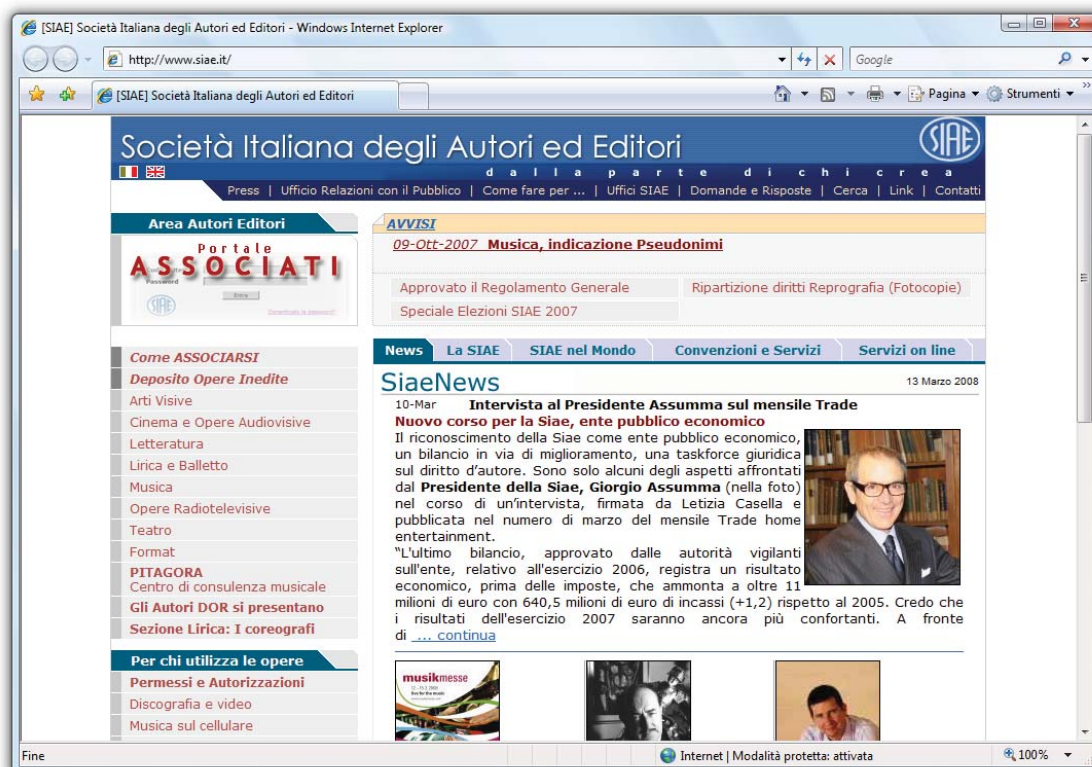 [SIAE] Società Italiana degli Autori ed Editori - Windows Internet Explorer
http://www.siae.it/
Google
[SIAE] Società Italiana degli Autori ed Editori
Pagina
Strumenti
Società Italiana degli Autori ed Editori
SIAE
dalla parte di chi crea
Press | Ufficio Relazioni con il Pubblico | Come fare per ... | Uffici SIAE | Domande e Risposte | Cerca | Link | Contatti
Area Autori Editori
Portale
ASSOCIATI
Password
Entra
SIAE
Come ASSOCIARSI
Deposito Opere Inedite
Arti Visive
Cinema e Opere Audiovisive
Letteratura
Lirica e Balletto
Musica
Opere Radiotelevisive
Teatro
Format
PITAGORA
Centro di consulenza musicale
Gli Autori DOR si presentano
Sezione Lirica: I coreografi
Per chi utilizza le opere
Permessi e Autorizzazioni
Discografia e video
Musica sul cellulare
AVVISI
09-Ott-2007 Musica, indicazione Pseudonimi
Approvato il Regolamento Generale
Ripartizione diritti Reprografia (Fotocopie)
Speciale Elezioni SIAE 2007
News
La SIAE
SIAE nel Mondo
Convenzioni e Servizi
Servizi on line
SiaeNews
13 Marzo 2008
10-Mar Intervista al Presidente Assumma sul mensile Trade
Nuovo corso per la Siae, ente pubblico economico
Il riconoscimento della Siae come ente pubblico economico,
un bilancio in via di miglioramento, una taskforce giuridica
sul diritto d'autore. Sono solo alcuni degli aspetti affrontati
dal Presidente della Siae, Giorgio Assumma (nella foto)
nel corso di un'intervista, firmata da Letizia Casella e
pubblicata nel numero di marzo del mensile Trade home
entertainment.
"L'ultimo bilancio, approvato dalle autorità vigilanti
sull'ente, relativo all'esercizio 2006, registra un risultato
economico, prima delle imposte, che ammonta a oltre 11
milioni di euro con 640,5 milioni di euro di incassi (+1,2) rispetto al 2005. Credo che
i risultati dell'esercizio 2007 saranno ancora più confortanti. A fronte
di ... continua
musikmesse
Fine
Internet | Modalità protetta: attivata
100%